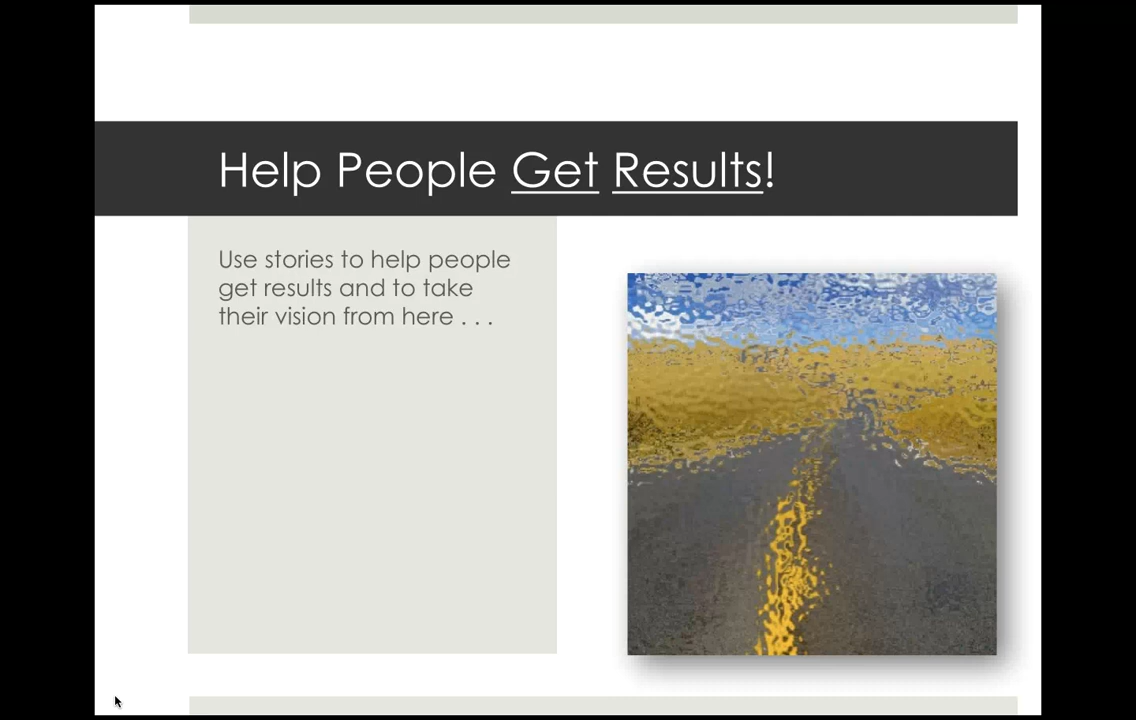 Help People Get Results!
Use stories to help people
get results and to take
their vision from here . . .